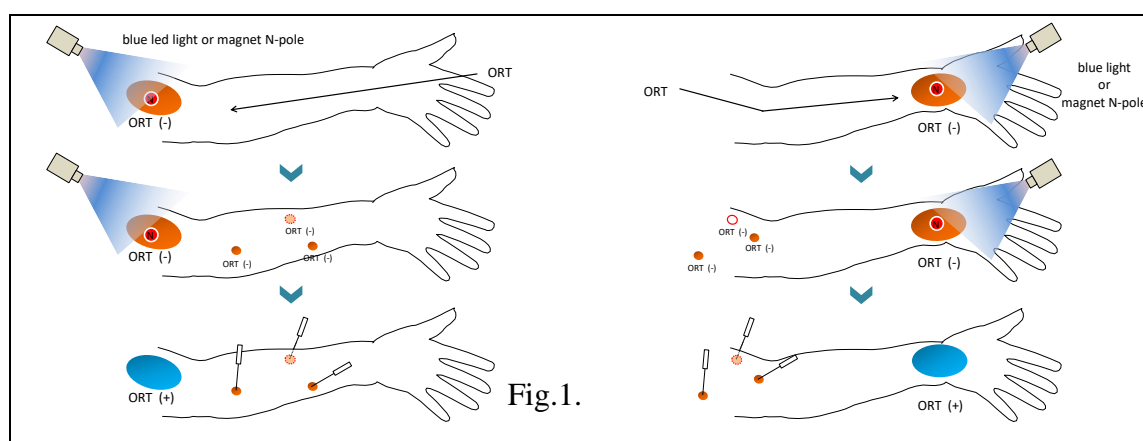 blue led light or magnet N-pole
ORT
N
ORT (-)
ORT
N
ORT (-)
blue light
or
magnet N-pole
N
ORT (-)
ORT (-)
ORT (-)
ORT (-)
N
ORT (-)
ORT (-)
ORT (-)
ORT (-)
ORT (+)
Fig.1.
ORT (+)